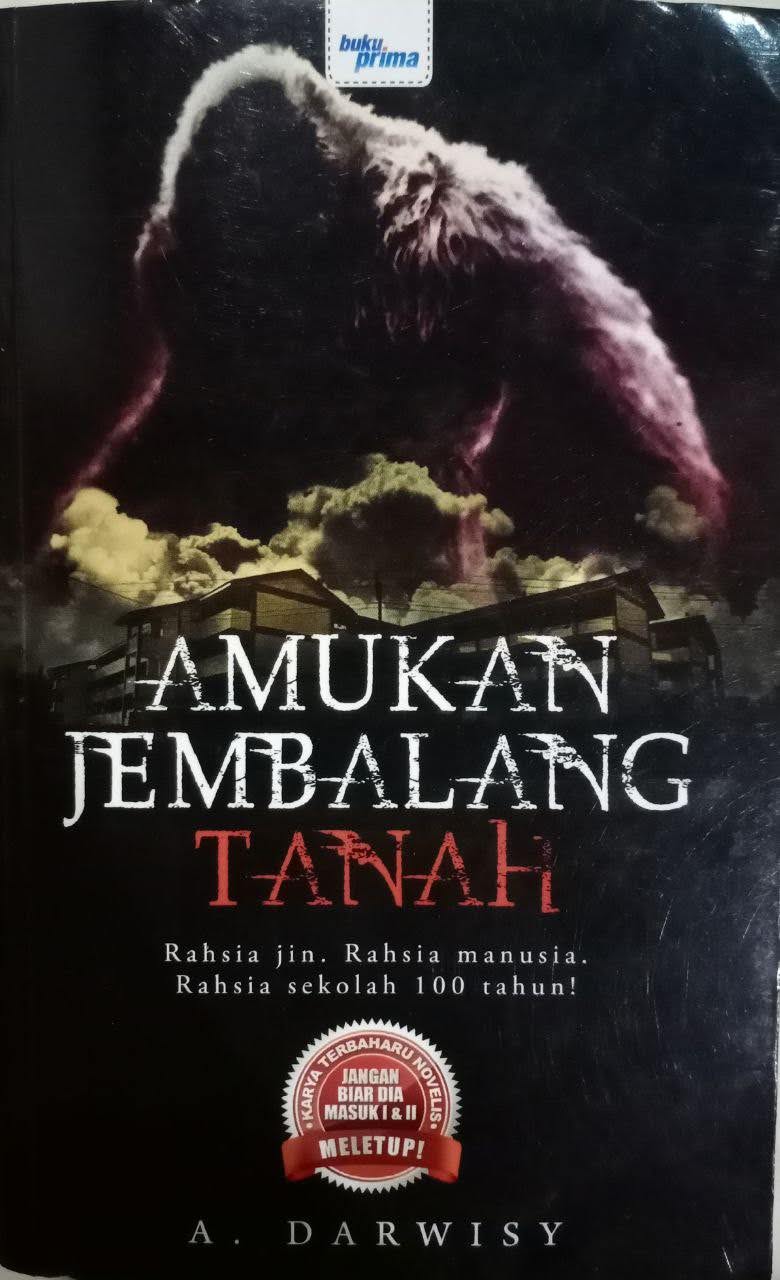 buku
prima
AMUKAN
JEMBALANG
TANAH
Rahsia jin. Rahsia manusia.
Rahsia sekolah 100 tahun!
• KARYA TERBAHARU NOVELIS •
JANGAN
BIAR DIA
MASUK I & II
MELETUP!
A. DARWISY